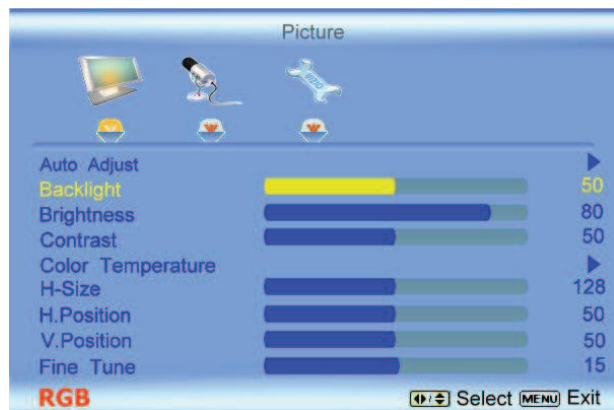 Picture
VIZIO
Auto Adjust
Backlight 50
Brightness 80
Contrast 50
Color Temperature
H-Size 128
H.Position 50
V.Position 50
Fine Tune 15
RGB Select MENU Exit